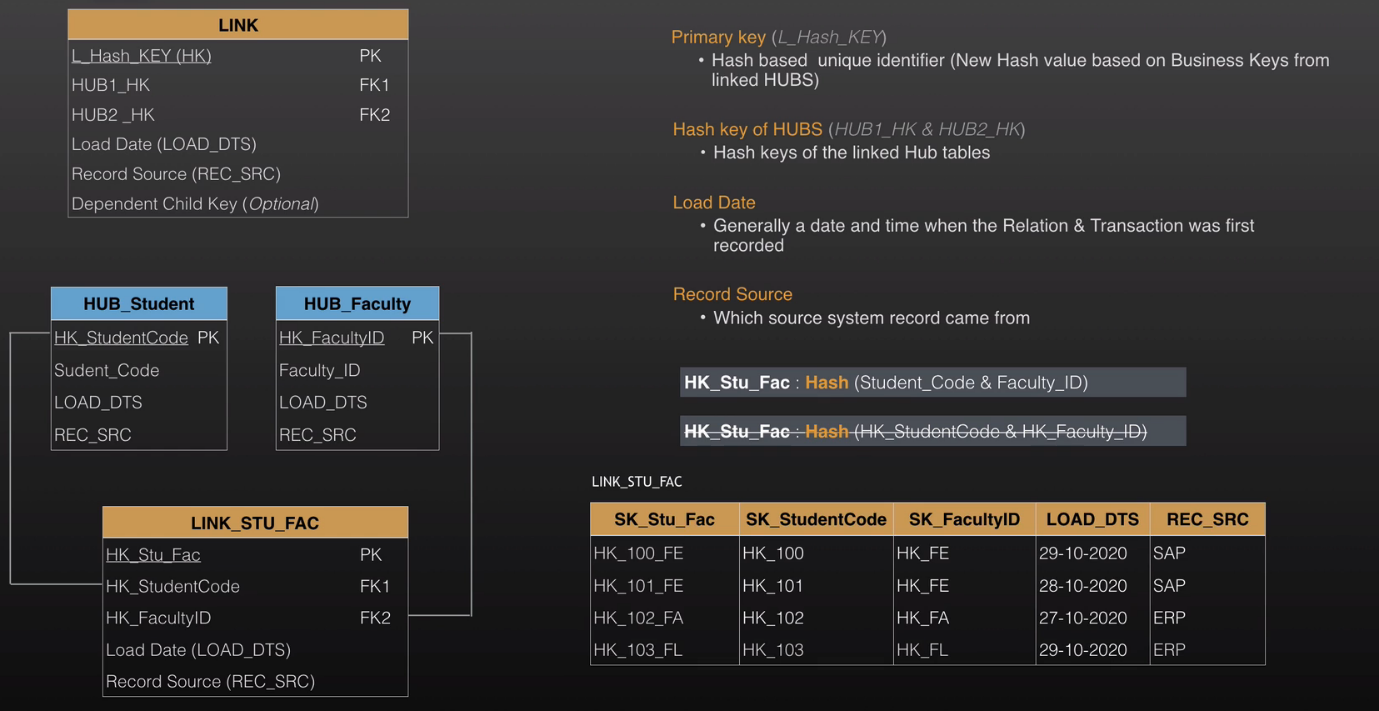 LINK
L_Hash_KEY (HK) PK
HUB1_HK FK1
HUB2 _HK FK2
Load Date (LOAD_DTS)
Record Source (REC_SRC)
Dependent Child Key (Optional)
Primary key (L_Hash_KEY)
• Hash based unique identifier (New Hash value based on Business Keys from
linked HUBS)
Hash key of HUBS (HUB1_HK & HUB2_HK)
• Hash keys of the linked Hub tables
Load Date
• Generally a date and time when the Relation & Transaction was first
recorded
Record Source
• Which source system record came from
HUB_Student
HK_StudentCode PK
Sudent_Code
LOAD_DTS
REC_SRC
HUB_Faculty
HK_FacultyID PK
Faculty_ID
LOAD_DTS
REC_SRC
HK_Stu_Fac : Hash (Student_Code & Faculty_ID)
HK_Stu_Fac : Hash (HK_StudentCode & HK_Faculty_ID)
LINK_STU_FAC
HK_Stu_Fac PK
HK_StudentCode FK1
HK_FacultyID FK2
Load Date (LOAD_DTS)
Record Source (REC_SRC)
LINK_STU_FAC
SK_Stu_Fac SK_StudentCode SK_FacultyID LOAD_DTS REC_SRC
HK_100_FE HK_100 HK_FE 29-10-2020 SAP
HK_101_FE HK_101 HK_FE 28-10-2020 SAP
HK_102_FA HK_102 HK_FA 27-10-2020 ERP
HK_103_FL HK_103 HK_FL 29-10-2020 ERP